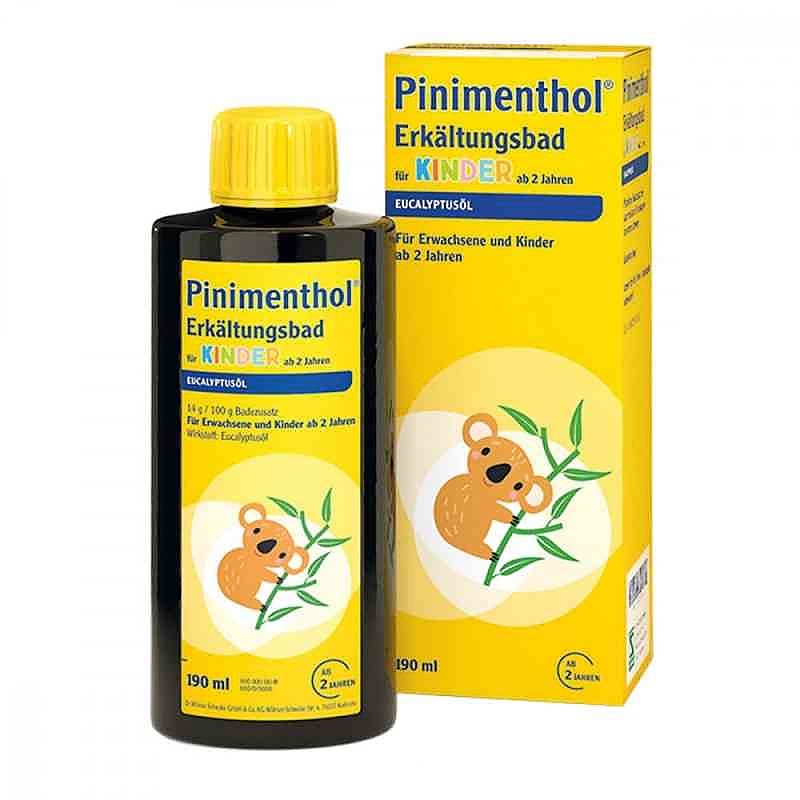 Pinimenthol®
Erkältungsbad
für KINDER ab 2 Jahren
EUCALYPTUSÖL
Für Erwachsene und Kinder
ab 2 Jahren
190 ml
AB
2 JAHREN
Pinimenthol
Erkältungsbad
Pinimenthol®
Erkältungsbad
für KINDER ab 2 Jahren
EUCALYPTUSÖL
14 g / 100 g Badezusatz
Für Erwachsene und Kinder ab 2 Jahren
Wirkstoff: Eucalyptusöl
190 ml
AB
2 JAHREN